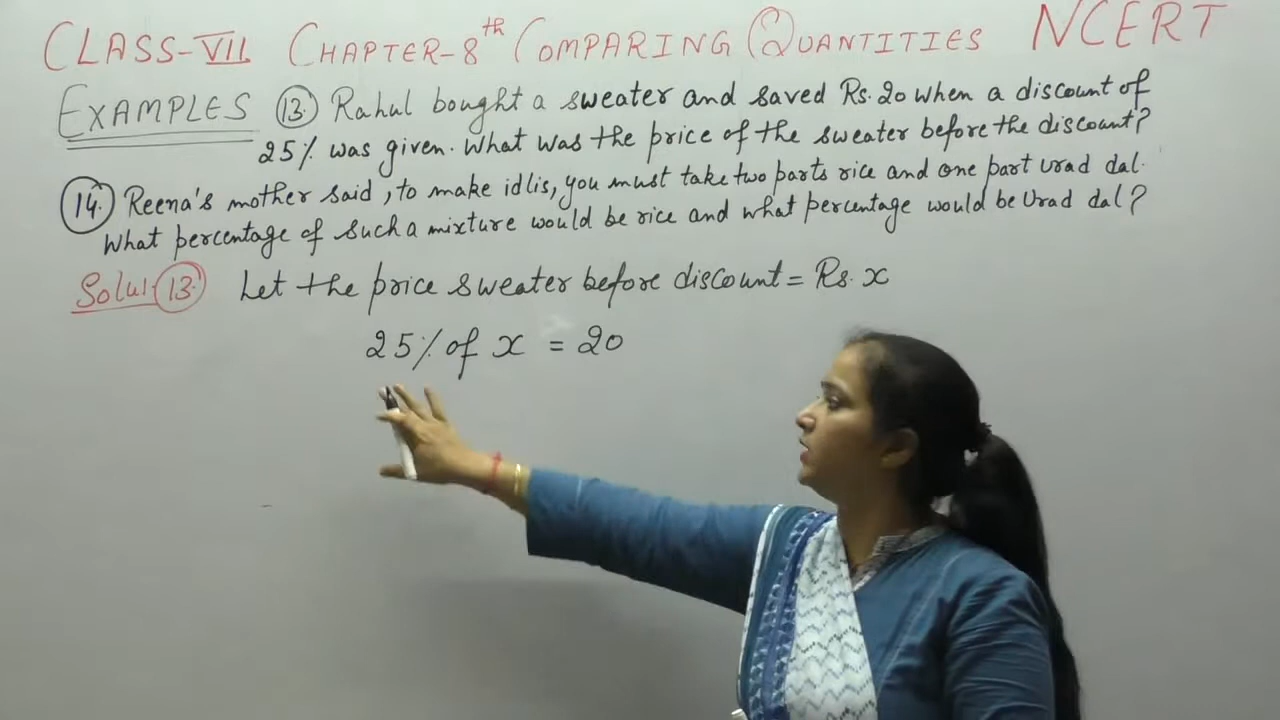 CLASS-VII CHAPTER-8th COMPARING QUANTITIES NCERT
EXAMPLES 13. Rahul bought a sweater and saved Rs. 20 when a discount of
25% was given. What was the price of the sweater before the discount?
14. Reena's mother said, to make idlis, you must take two parts rice and one part urad dal.
What percentage of such a mixture would be rice and what percentage would be Urad dal?
Solu: 13. Let the price sweater before discount = Rs. x
25% of x = 20